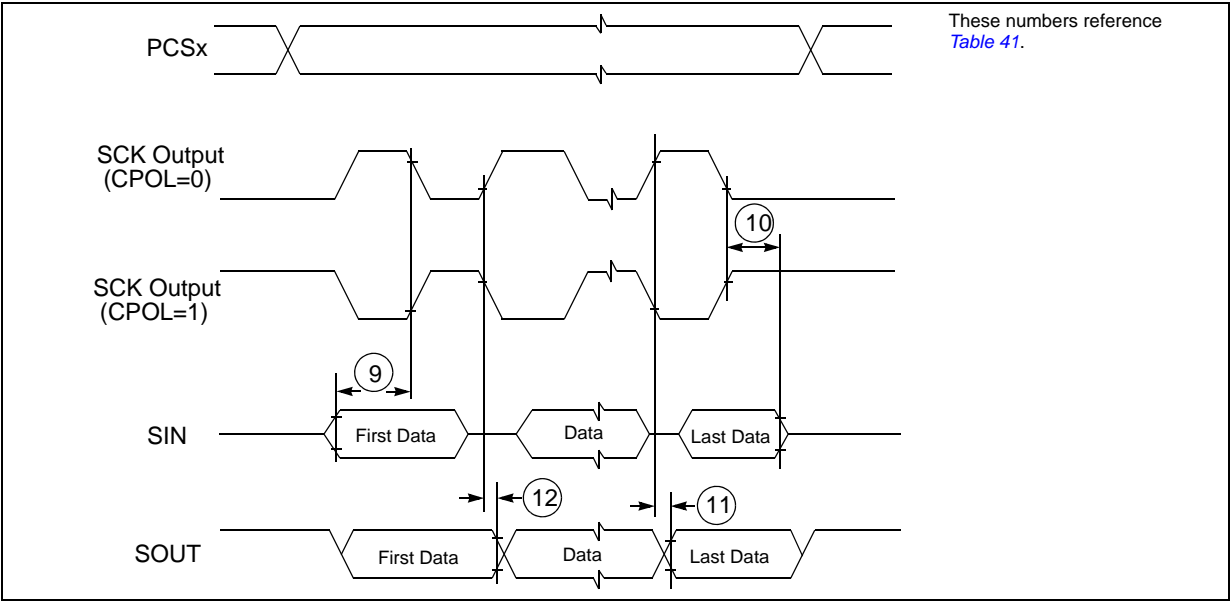 These numbers reference
Table 41.
PCSx
SCK Output
(CPOL=0)
10
SCK Output
(CPOL=1)
9
SIN
First Data
Data
Last Data
12
11
SOUT
First Data
Data
Last Data